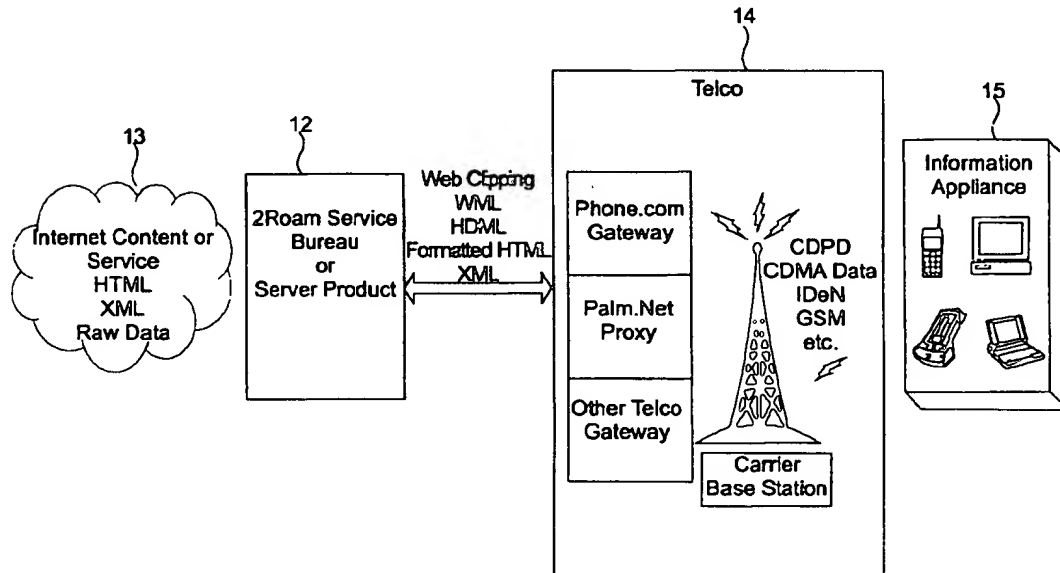 13
Internet Content or
Service
HTML
XML
Raw Data
12
2Roam Service
Bureau
or
Server Product
Web Clipping
WML
HDML
Formatted HTML
XML
14
Telco
Phone.com
Gateway
Palm.Net
Proxy
Other Telco
Gateway
CDPD
CDMA Data
IDeN
GSM
etc.
Carrier
Base Station
15
Information
Appliance